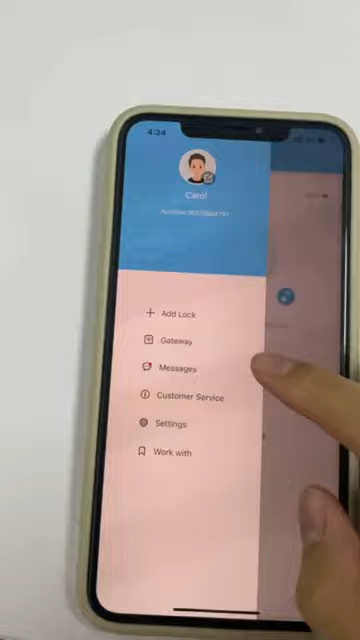 4:34
Carol
Add Lock
Gateway
Messages
Customer Service
Settings
Work with